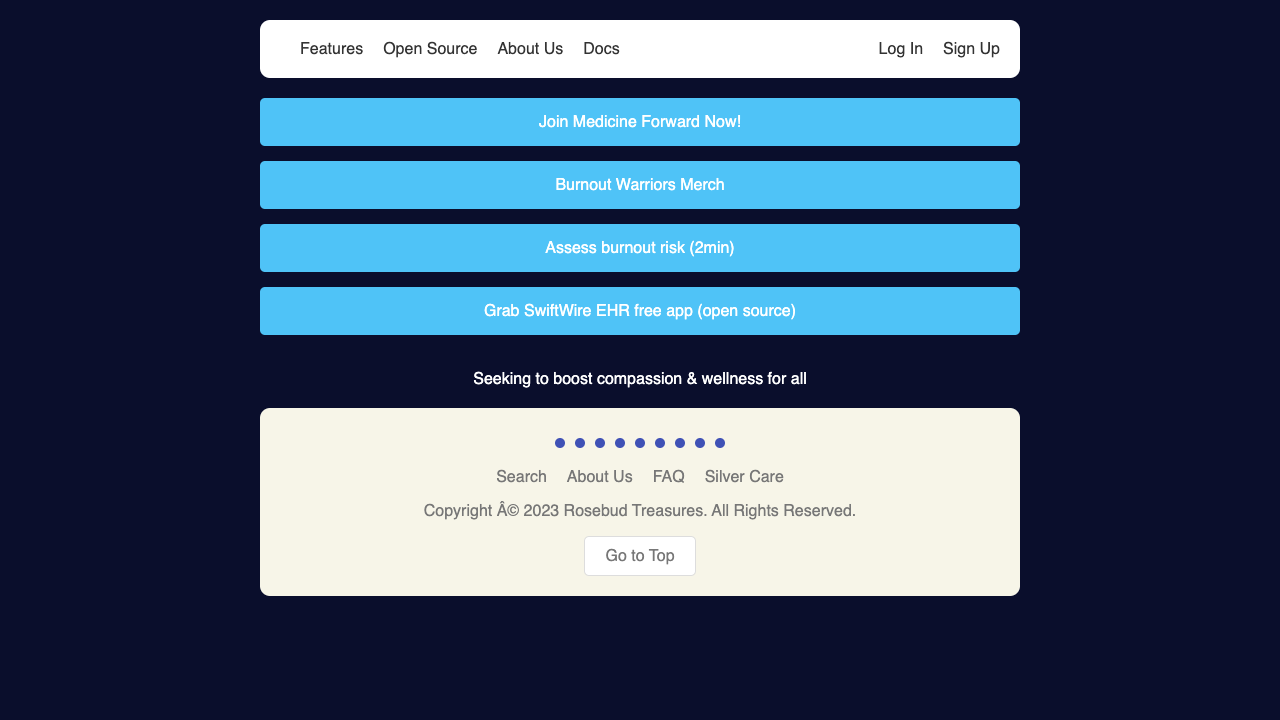 Features Open Source About Us Docs Log In Sign Up
Join Medicine Forward Now!
Burnout Warriors Merch
Assess burnout risk (2min)
Grab SwiftWire EHR free app (open source)
Seeking to boost compassion & wellness for all
Search About Us FAQ Silver Care
Copyright Â© 2023 Rosebud Treasures. All Rights Reserved.
Go to Top